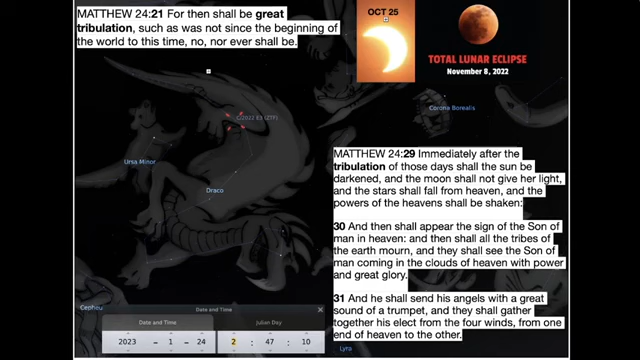 MATTHEW 24:21 For then shall be great
tribulation, such as was not since the beginning of
the world to this time, no, nor ever shall be.
OCT 25
TOTAL LUNAR ECLIPSE
November 8, 2022
C/2022 E3 (ZTF)
Corona Borealis
Ursa Minor
Draco
MATTHEW 24:29 Immediately after the
tribulation of those days shall the sun be
darkened, and the moon shall not give her light,
and the stars shall fall from heaven, and the
powers of the heavens shall be shaken:
30 And then shall appear the sign of the Son of
man in heaven: and then shall all the tribes of
the earth mourn, and they shall see the Son of
man coming in the clouds of heaven with power
and great glory.
31 And he shall send his angels with a great
sound of a trumpet, and they shall gather
together his elect from the four winds, from one
end of heaven to the other.
Cepheu
Date and Time
Date and Time Julian Day
2023 - 1 - 24 2 : 47 : 10
Lyra